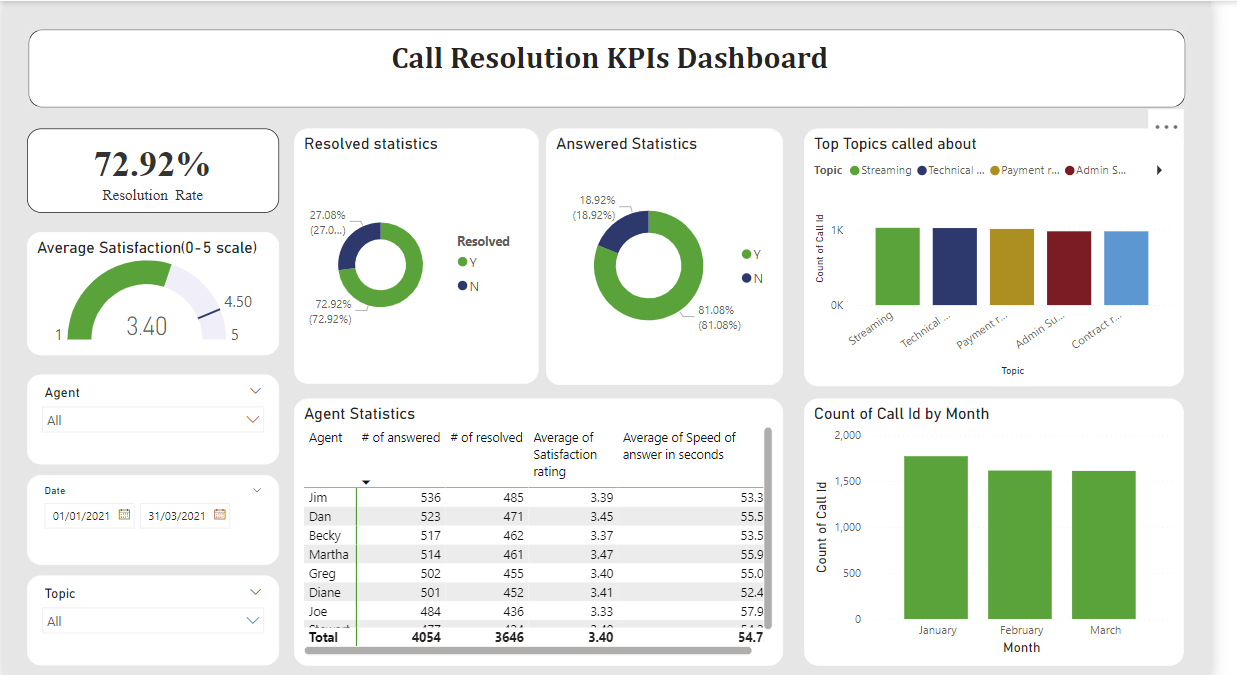 Call Resolution KPIs Dashboard
72.92%
Resolution Rate
Average Satisfaction(0-5 scale)
4.50
3.40
1
5
Agent
All
Date
01/01/2021 31/03/2021
Topic
All
Resolved statistics
27.08%
(27.0...)
72.92%
(72.92%)
Resolved
Y
N
Answered Statistics
18.92%
(18.92%)
81.08%
(81.08%)
Y
N
Top Topics called about
Topic Streaming Technical ... Payment r... Admin S...
Count of Call Id
1K
0K
Streaming Technical ... Payment r... Admin Su... Contract r...
Topic
Agent Statistics
Agent # of answered # of resolved Average of Satisfaction rating Average of Speed of answer in seconds
Jim 536 485 3.39 53.3
Dan 523 471 3.45 55.5
Becky 517 462 3.37 53.5
Martha 514 461 3.47 55.9
Greg 502 455 3.40 55.0
Diane 501 452 3.41 52.4
Joe 484 436 3.33 57.9
Total 4054 3646 3.40 54.7
Count of Call Id by Month
Count of Call Id
2,000
1,500
1,000
500
0
January February March
Month